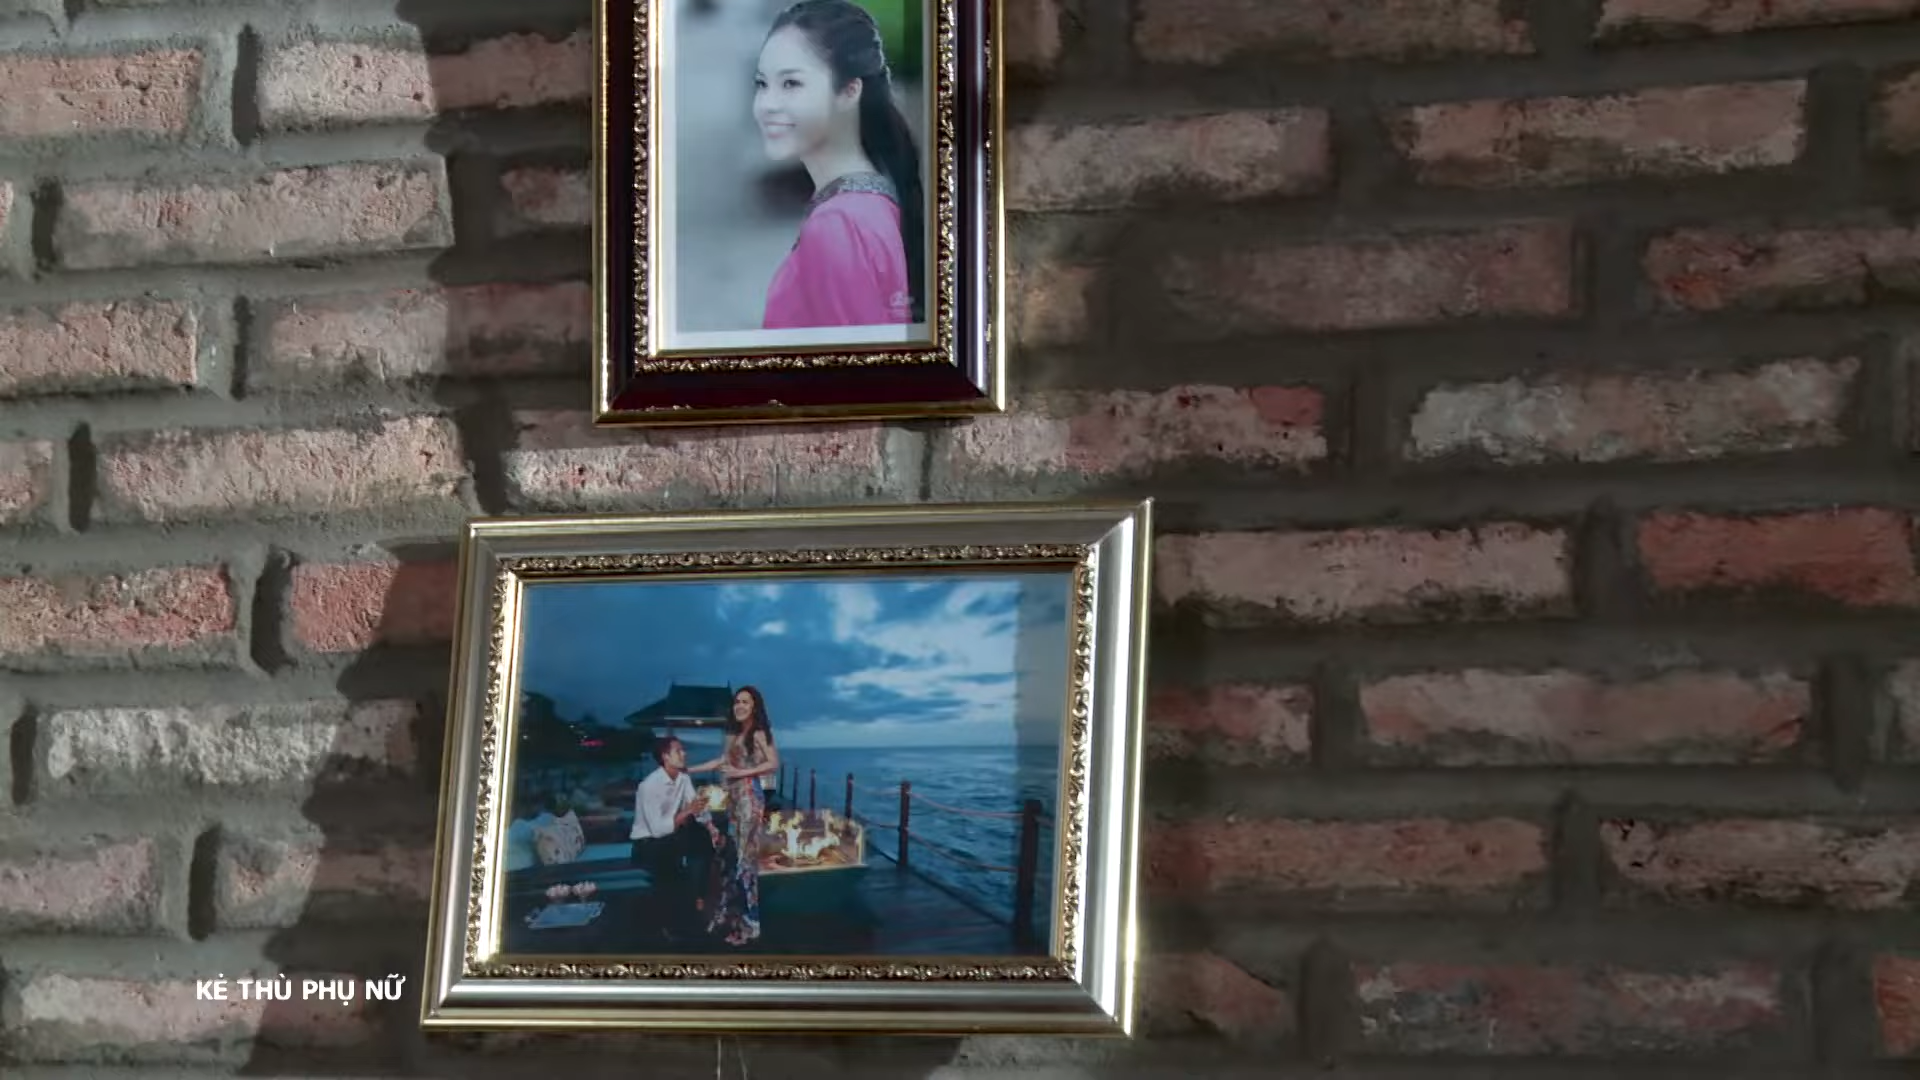 KẺ THÙ PHỤ NỮ